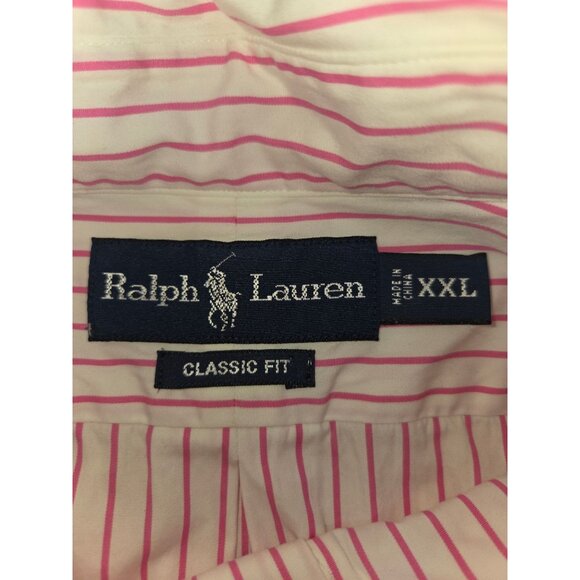 Ralph Lauren
MADE IN
CHINA
XXL
CLASSIC FIT